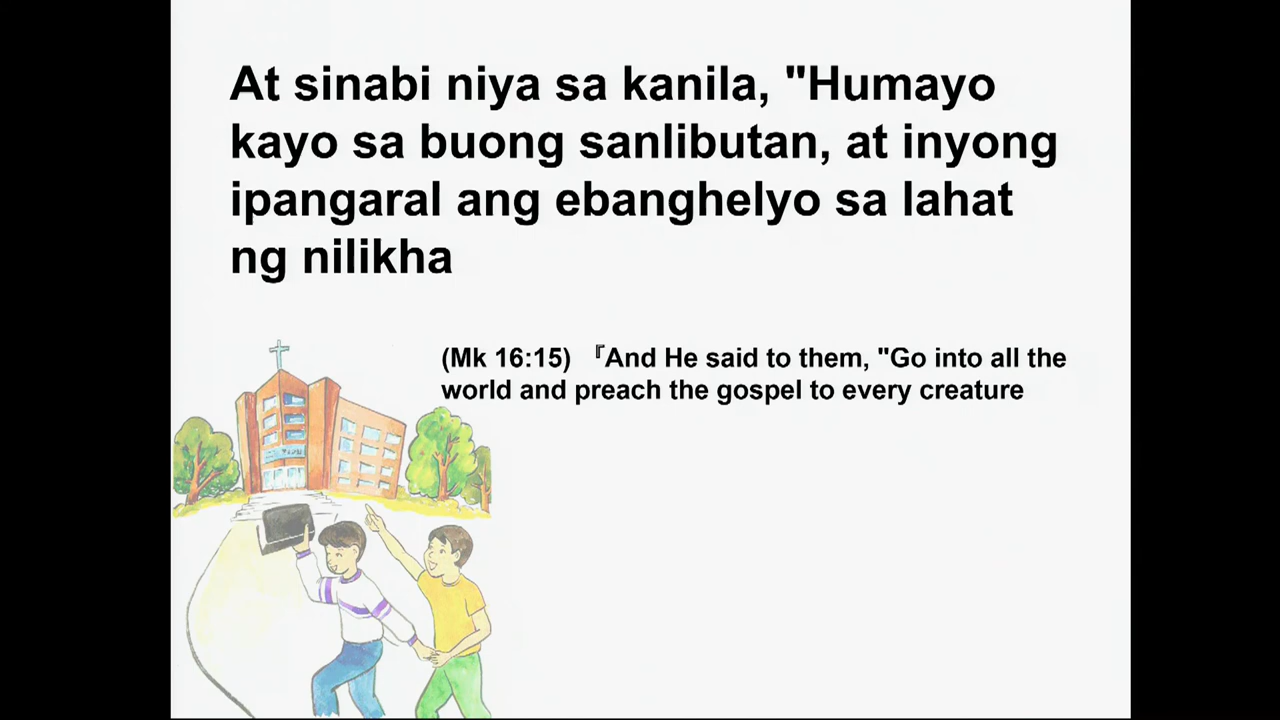 At sinabi niya sa kanila, "Humayo
kayo sa buong sanlibutan, at inyong
ipangaral ang ebanghelyo sa lahat
ng nilikha
(Mk 16:15) 『And He said to them, "Go into all the
world and preach the gospel to every creature